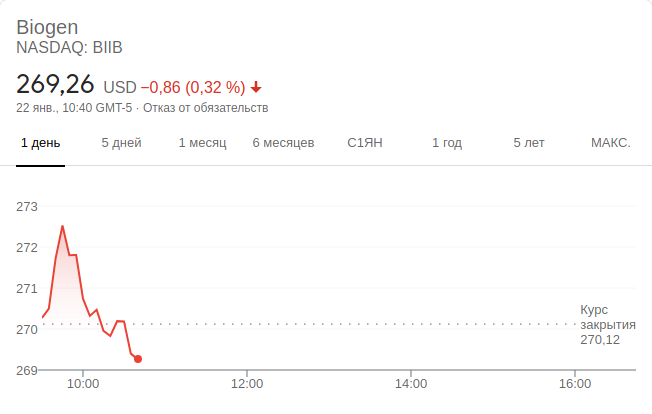 Biogen
NASDAQ: BIIB
269,26 USD −0,86 (0,32 %)
22 янв., 10:40 GMT-5 · Отказ от обязательств
1 день 5 дней 1 месяц 6 месяцев С1ЯН 1 год 5 лет МАКС.
273
272
271
270
269
Курс
закрытия
270,12
10:00 12:00 14:00 16:00